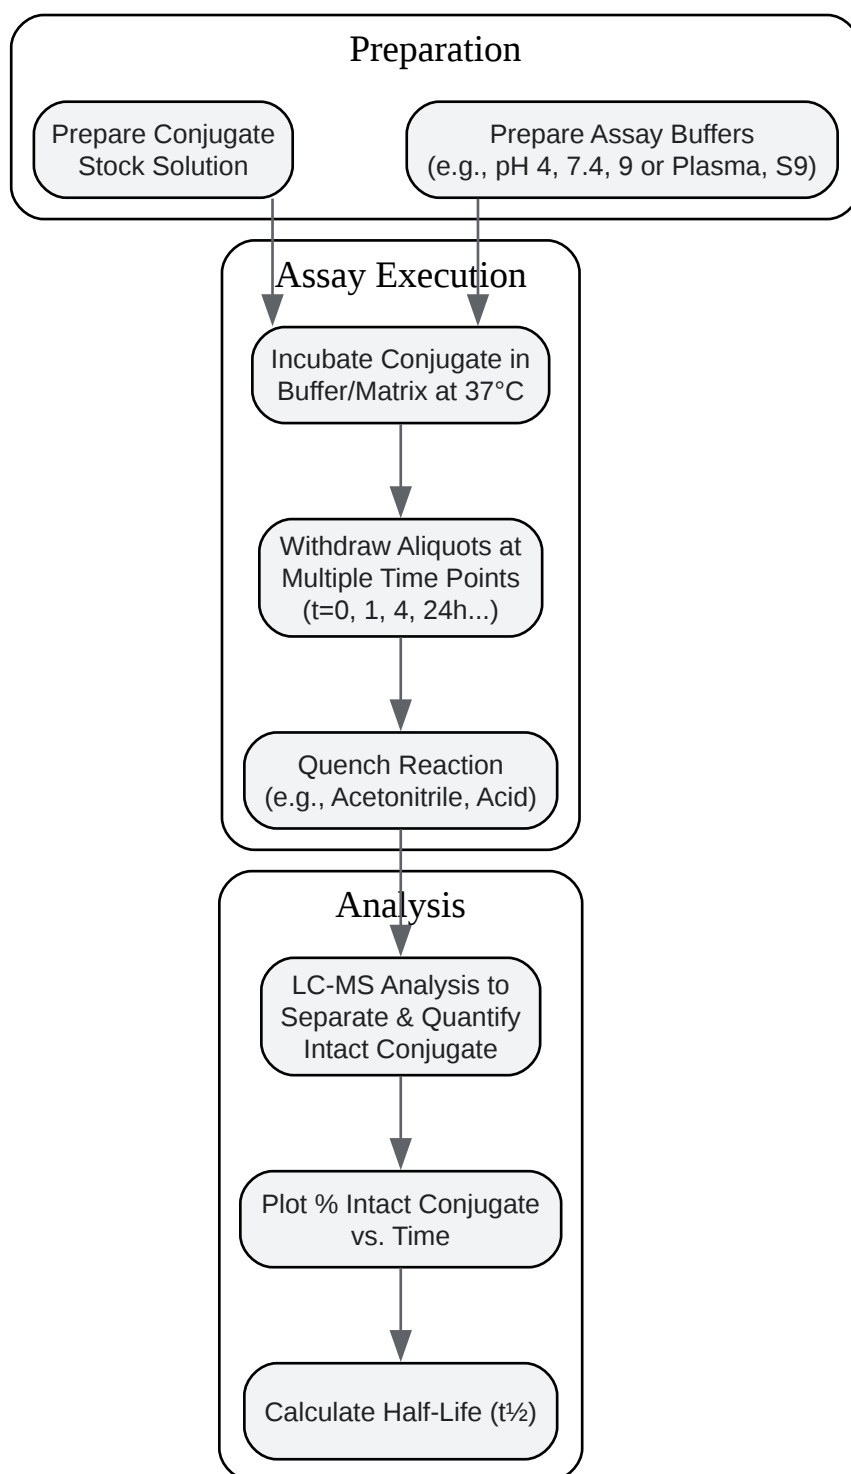 Preparation
Prepare Conjugate
Stock Solution
Prepare Assay Buffers
(e.g., pH 4, 7.4, 9 or Plasma, S9)
Assay Execution
Incubate Conjugate in
Buffer/Matrix at 37°C
Withdraw Aliquots at
Multiple Time Points
(t=0, 1, 4, 24h...)
Quench Reaction
(e.g., Acetonitrile, Acid)
Analysis
LC-MS Analysis to
Separate & Quantify
Intact Conjugate
Plot % Intact Conjugate
vs. Time
Calculate Half-Life (t½)